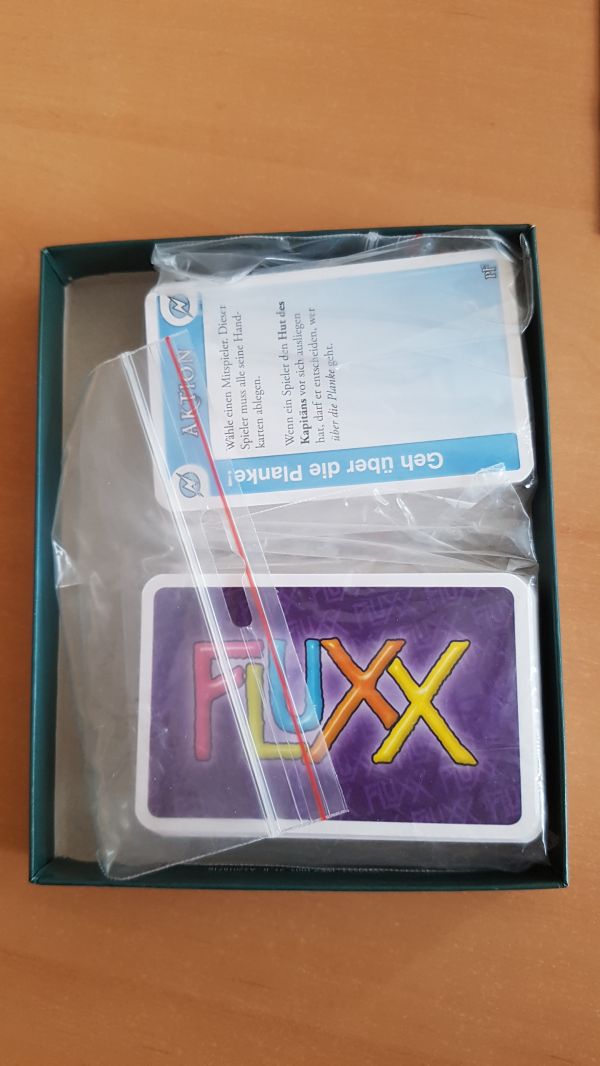 AKTION
Geh über die Planke!
Wähle einen Mitspieler. Dieser
Spieler muss alle seine Hand-
karten ablegen.
Wenn ein Spieler den Hut des
Kapitäns vor sich ausliegen
hat, darf er entscheiden, wer
über die Planke geht.
FLUXX